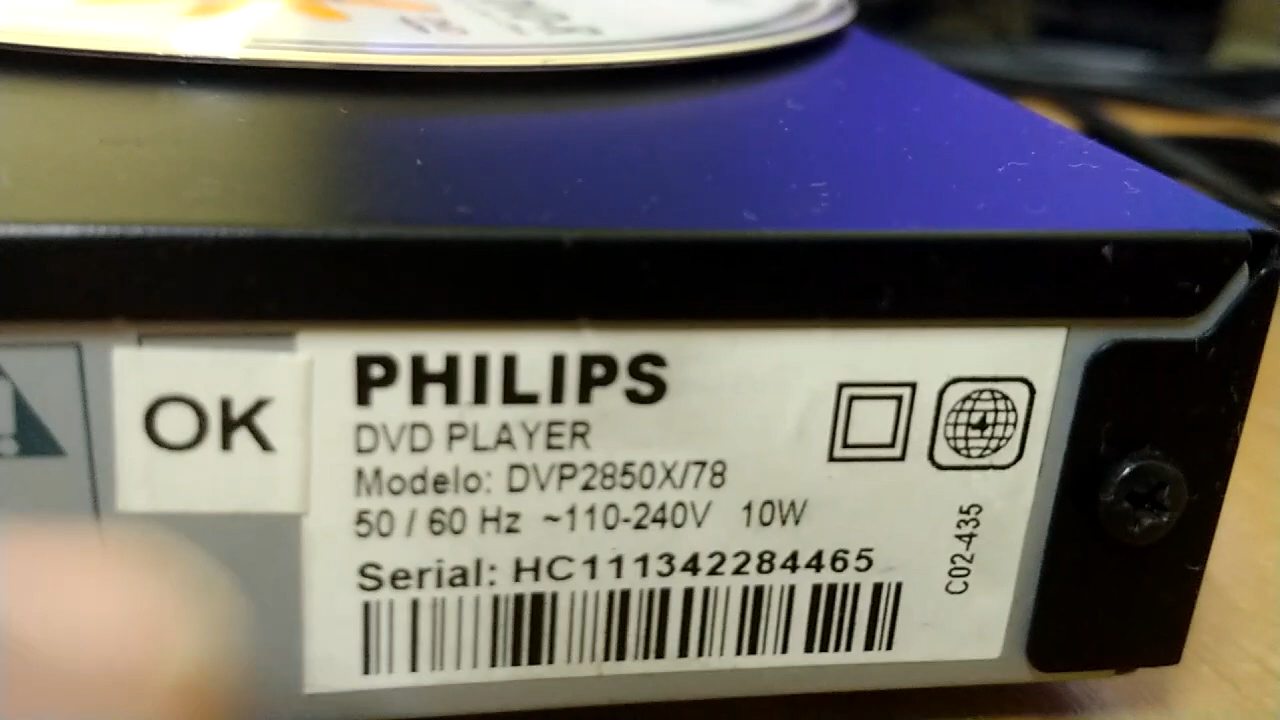 OK
PHILIPS
DVD PLAYER
Modelo: DVP2850X/78
50 / 60 Hz ~110-240V 10W
Serial: HC111342284465
C02-435